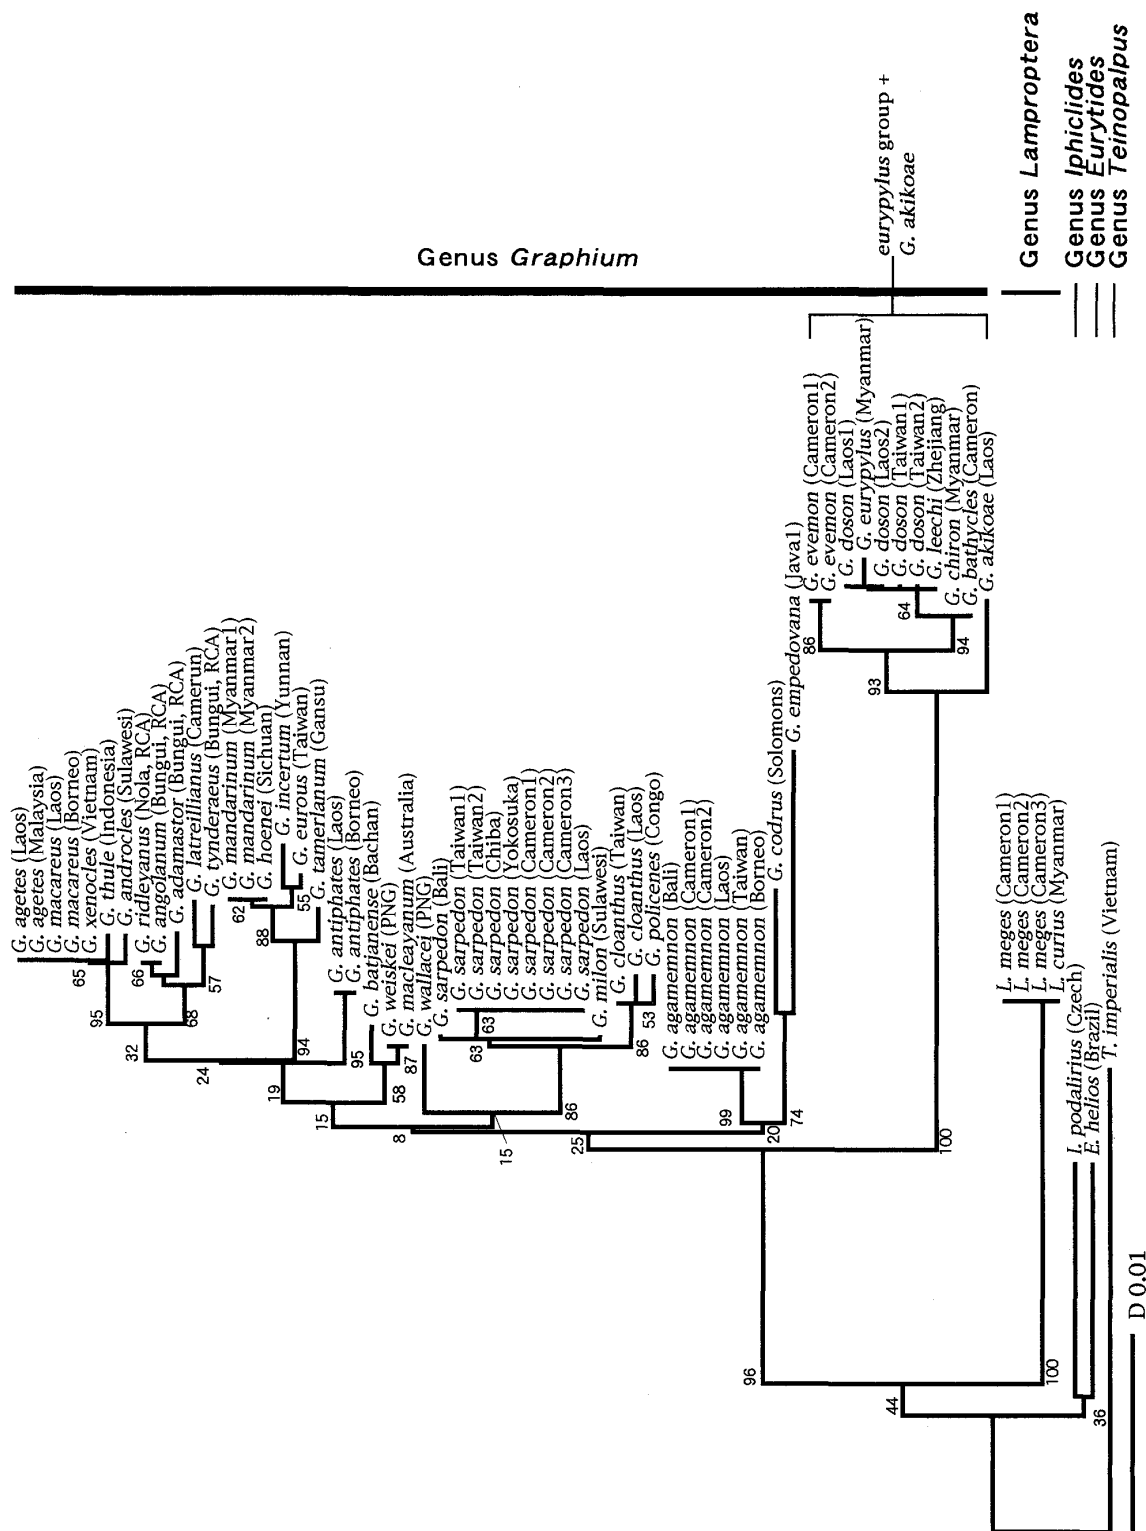 G. agetes (Laos)
G. agetes (Malaysia)
G. macareus (Laos)
G. macareus (Borneo)
G. xenocles (Vietnam)
G. thule (Indonesia)
G. androcles (Sulawesi)
G. ridleyanus (Nola, RCA)
G. angolanum (Bungui, RCA)
G. adamastor (Bungui, RCA)
G. latreillianus (Camerun)
G. tynderaeus (Bungui, RCA)
G. mandarinum (Myanmar1)
G. mandarinum (Myanmar2)
G. hoenei (Sichuan)
G. incertum (Yunnan)
G. eurous (Taiwan)
G. tamerlanum (Gansu)
G. antiphates (Laos)
G. antiphates (Borneo)
G. batjanense (Bachan)
G. weiskei (PNG)
G. macleayanum (Australia)
G. wallacei (PNG)
G. sarpedon (Bali)
G. sarpedon (Taiwan1)
G. sarpedon (Taiwan2)
G. sarpedon (Chiba)
G. sarpedon (Yokosuka)
G. sarpedon (Cameron1)
G. sarpedon (Cameron2)
G. sarpedon (Cameron3)
G. sarpedon (Laos)
G. milon (Sulawesi)
G. cloanthus (Taiwan)
G. cloanthus (Laos)
G. policenes (Congo)
G. agamemnon (Bali)
G. agamemnon (Cameron1)
G. agamemnon (Cameron2)
G. agamemnon (Laos)
G. agamemnon (Taiwan)
G. agamemnon (Borneo)
G. codrus (Solomons)
G. empedovana (Java1)
G. evemon (Cameron1)
G. evemon (Cameron2)
G. doson (Laos1)
G. eurypylus (Myanmar)
G. doson (Laos2)
G. doson (Taiwan1)
G. doson (Taiwan2)
G. leechi (Zhejiang)
G. chiron (Myanmar)
G. bathycles (Cameron)
G. akikoae (Laos)
L. meges (Cameron1)
L. meges (Cameron2)
L. meges (Cameron3)
L. curius (Myanmar)
I. podalirius (Czech)
E. helios (Brazil)
T. imperialis (Vietnam)
65
95
66
68
57
32
62
88
55
94
24
19
95
87
58
15
8
15
63
63
86
53
86
99
74
20
25
86
64
94
93
100
96
100
44
36
Genus Graphium
eurypylus group +
G. akikoae
Genus Lamproptera
Genus Iphiclides
Genus Eurytides
Genus Teinopalpus
D 0.01